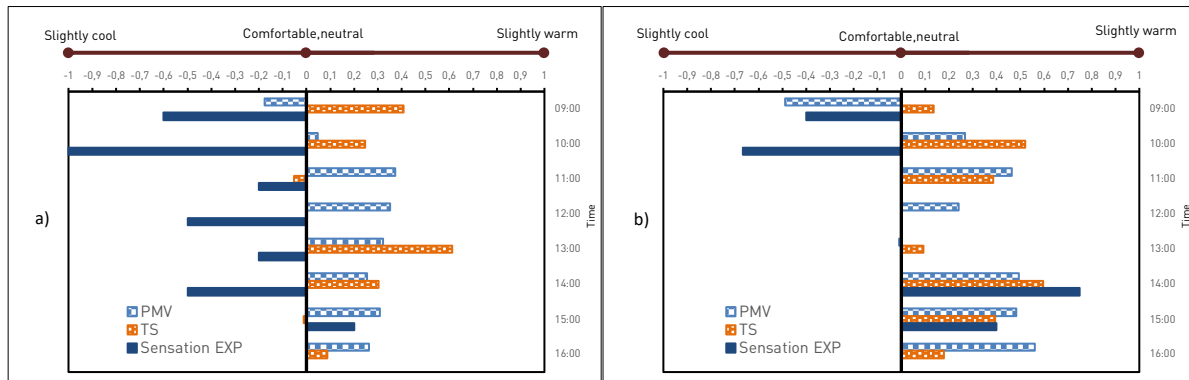 Slightly cool Comfortable,neutral Slightly warm
-1 -0,9 -0,8 -0,7 -0,6 -0,5 -0,4 -0,3 -0,2 -0,1 0 0,1 0,2 0,3 0,4 0,5 0,6 0,7 0,8 0,9 1
09:00
10:00
11:00
a)
12:00
Time
13:00
14:00
PMV
TS
15:00
Sensation EXP
16:00
Slightly cool Comfortable,neutral Slightly warm
-1 -0,9 -0,8 -0,7 -0,6 -0,5 -0,4 -0,3 -0,2 -0,1 0 0,1 0,2 0,3 0,4 0,5 0,6 0,7 0,8 0,9 1
09:00
10:00
11:00
b)
12:00
Time
13:00
14:00
PMV
TS
15:00
Sensation EXP
16:00